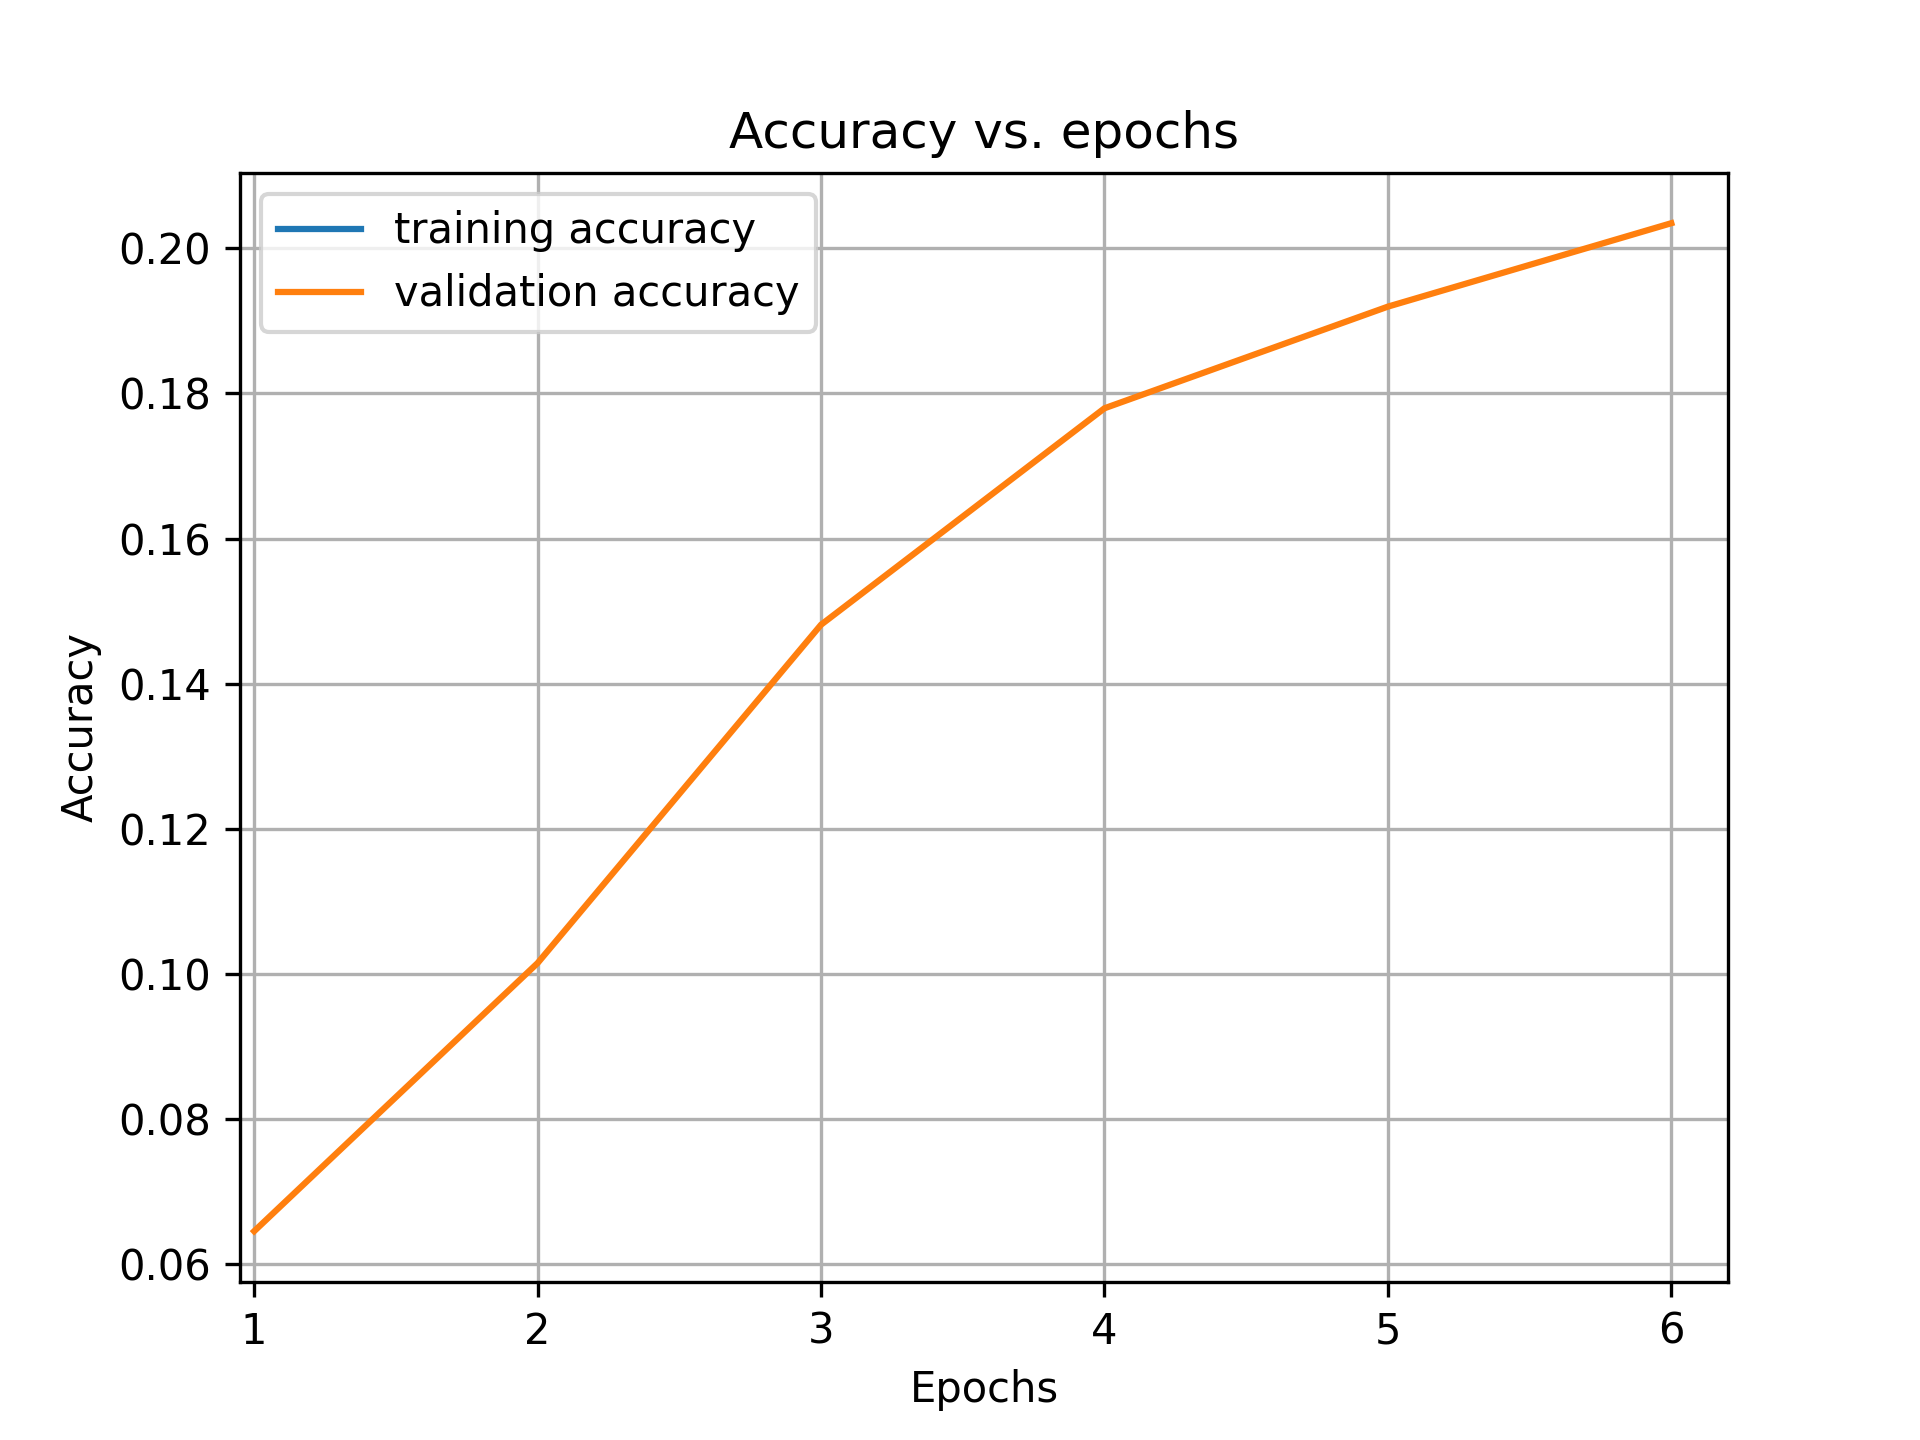 Accuracy vs. epochs
training accuracy
validation accuracy
0.20
0.18
0.16
0.14
0.12
0.10
0.08
0.06
Accuracy
1 2 3 4 5 6
Epochs